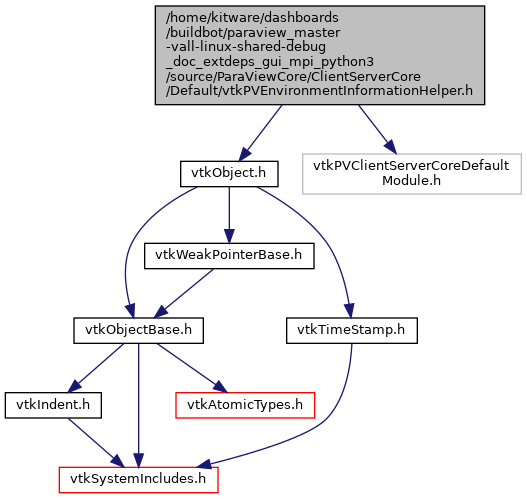 /home/kitware/dashboards
/buildbot/paraview_master
-vall-linux-shared-debug
_doc_extdeps_gui_mpi_python3
/source/ParaViewCore/ClientServerCore
/Default/vtkPVEnvironmentInformationHelper.h
vtkObject.h
vtkPVClientServerCoreDefault
Module.h
vtkWeakPointerBase.h
vtkObjectBase.h
vtkTimeStamp.h
vtkIndent.h
vtkAtomicTypes.h
vtkSystemIncludes.h